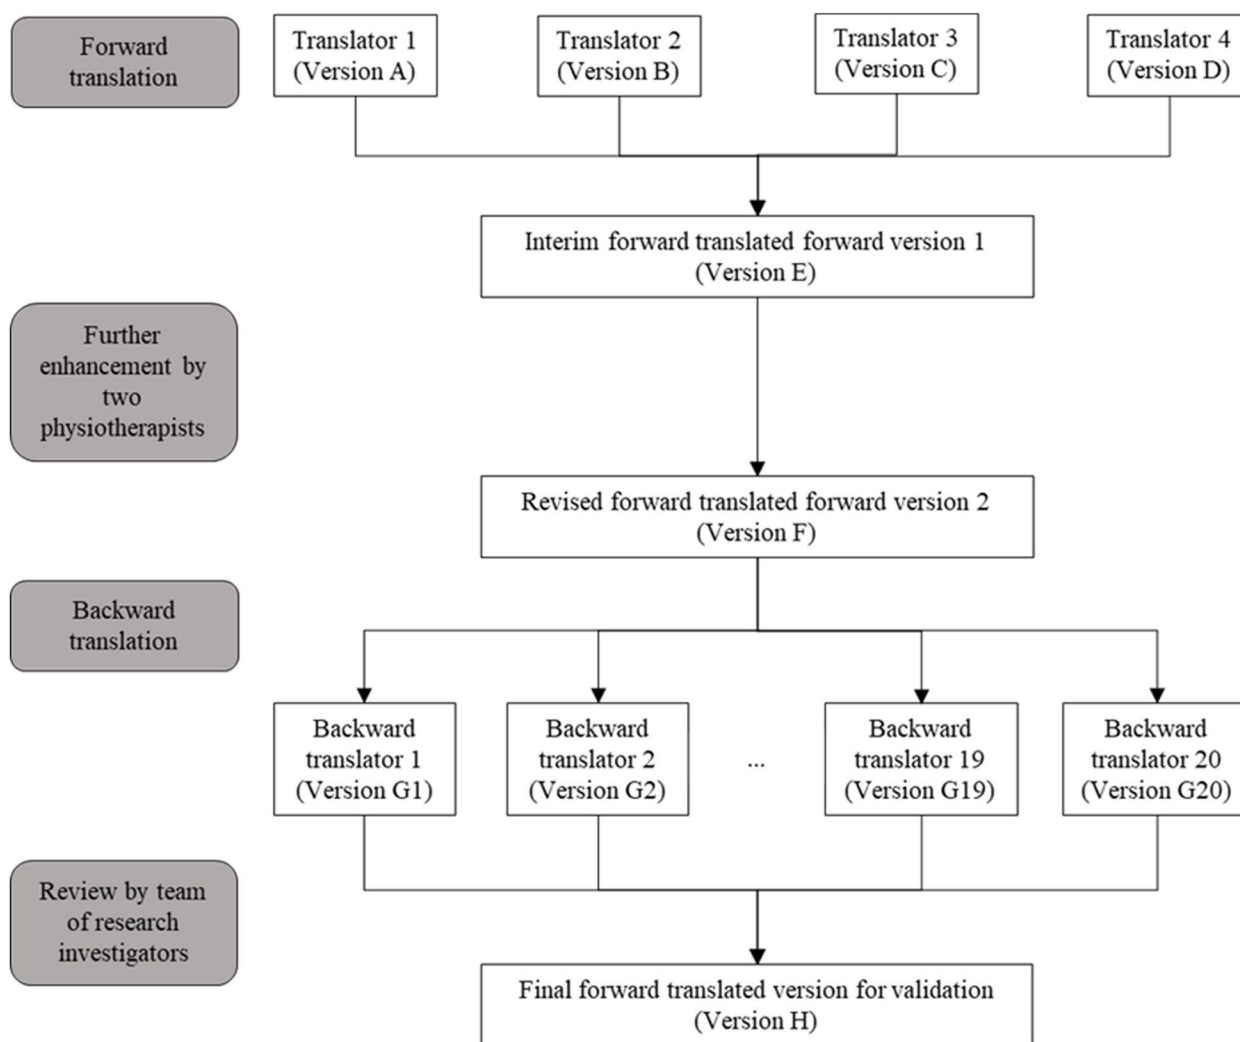 Forward
translation
Translator 1
(Version A)
Translator 2
(Version B)
Translator 3
(Version C)
Translator 4
(Version D)
Interim forward translated forward version 1
(Version E)
Further
enhancement by
two
physiotherapists
Revised forward translated forward version 2
(Version F)
Backward
translation
Backward
translator 1
(Version G1)
Backward
translator 2
(Version G2)
...
Backward
translator 19
(Version G19)
Backward
translator 20
(Version G20)
Review by team
of research
investigators
Final forward translated version for validation
(Version H)